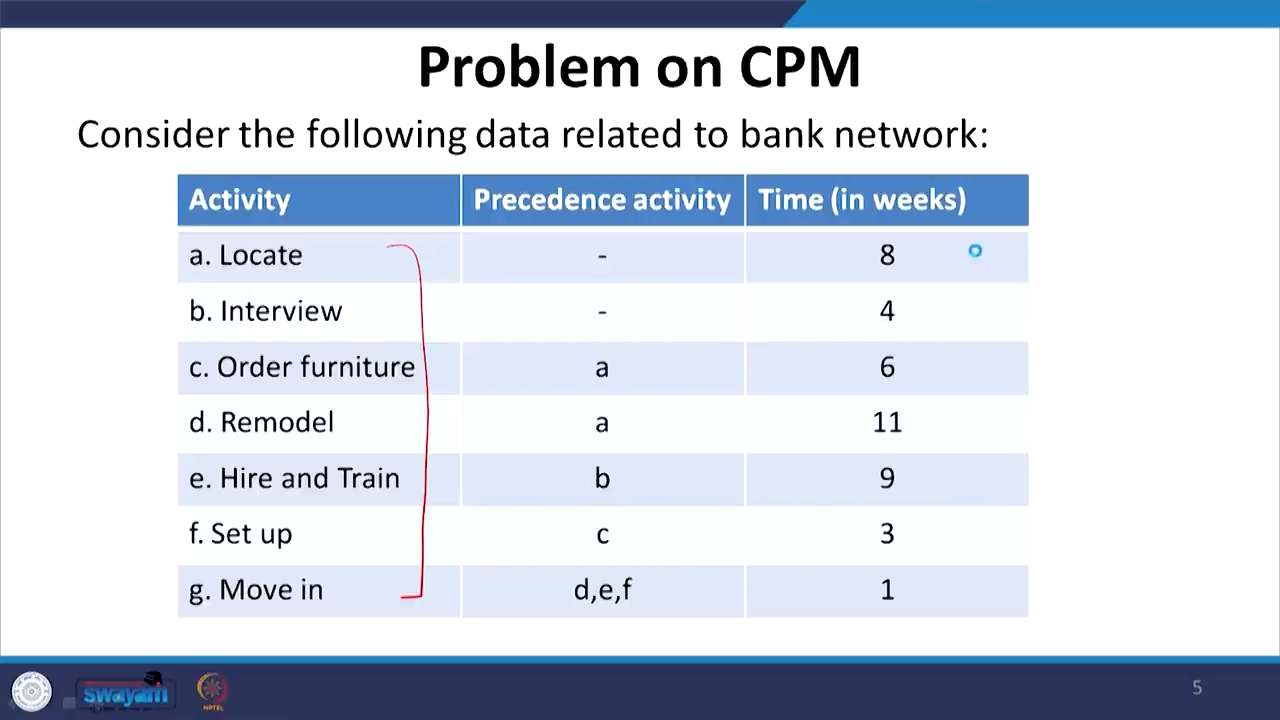 Problem on CPM
Consider the following data related to bank network:
Activity Precedence activity Time (in weeks)
a. Locate - 8
b. Interview - 4
c. Order furniture a 6
d. Remodel a 11
e. Hire and Train b 9
f. Set up c 3
g. Move in d,e,f 1
swayam
NPTEL
5